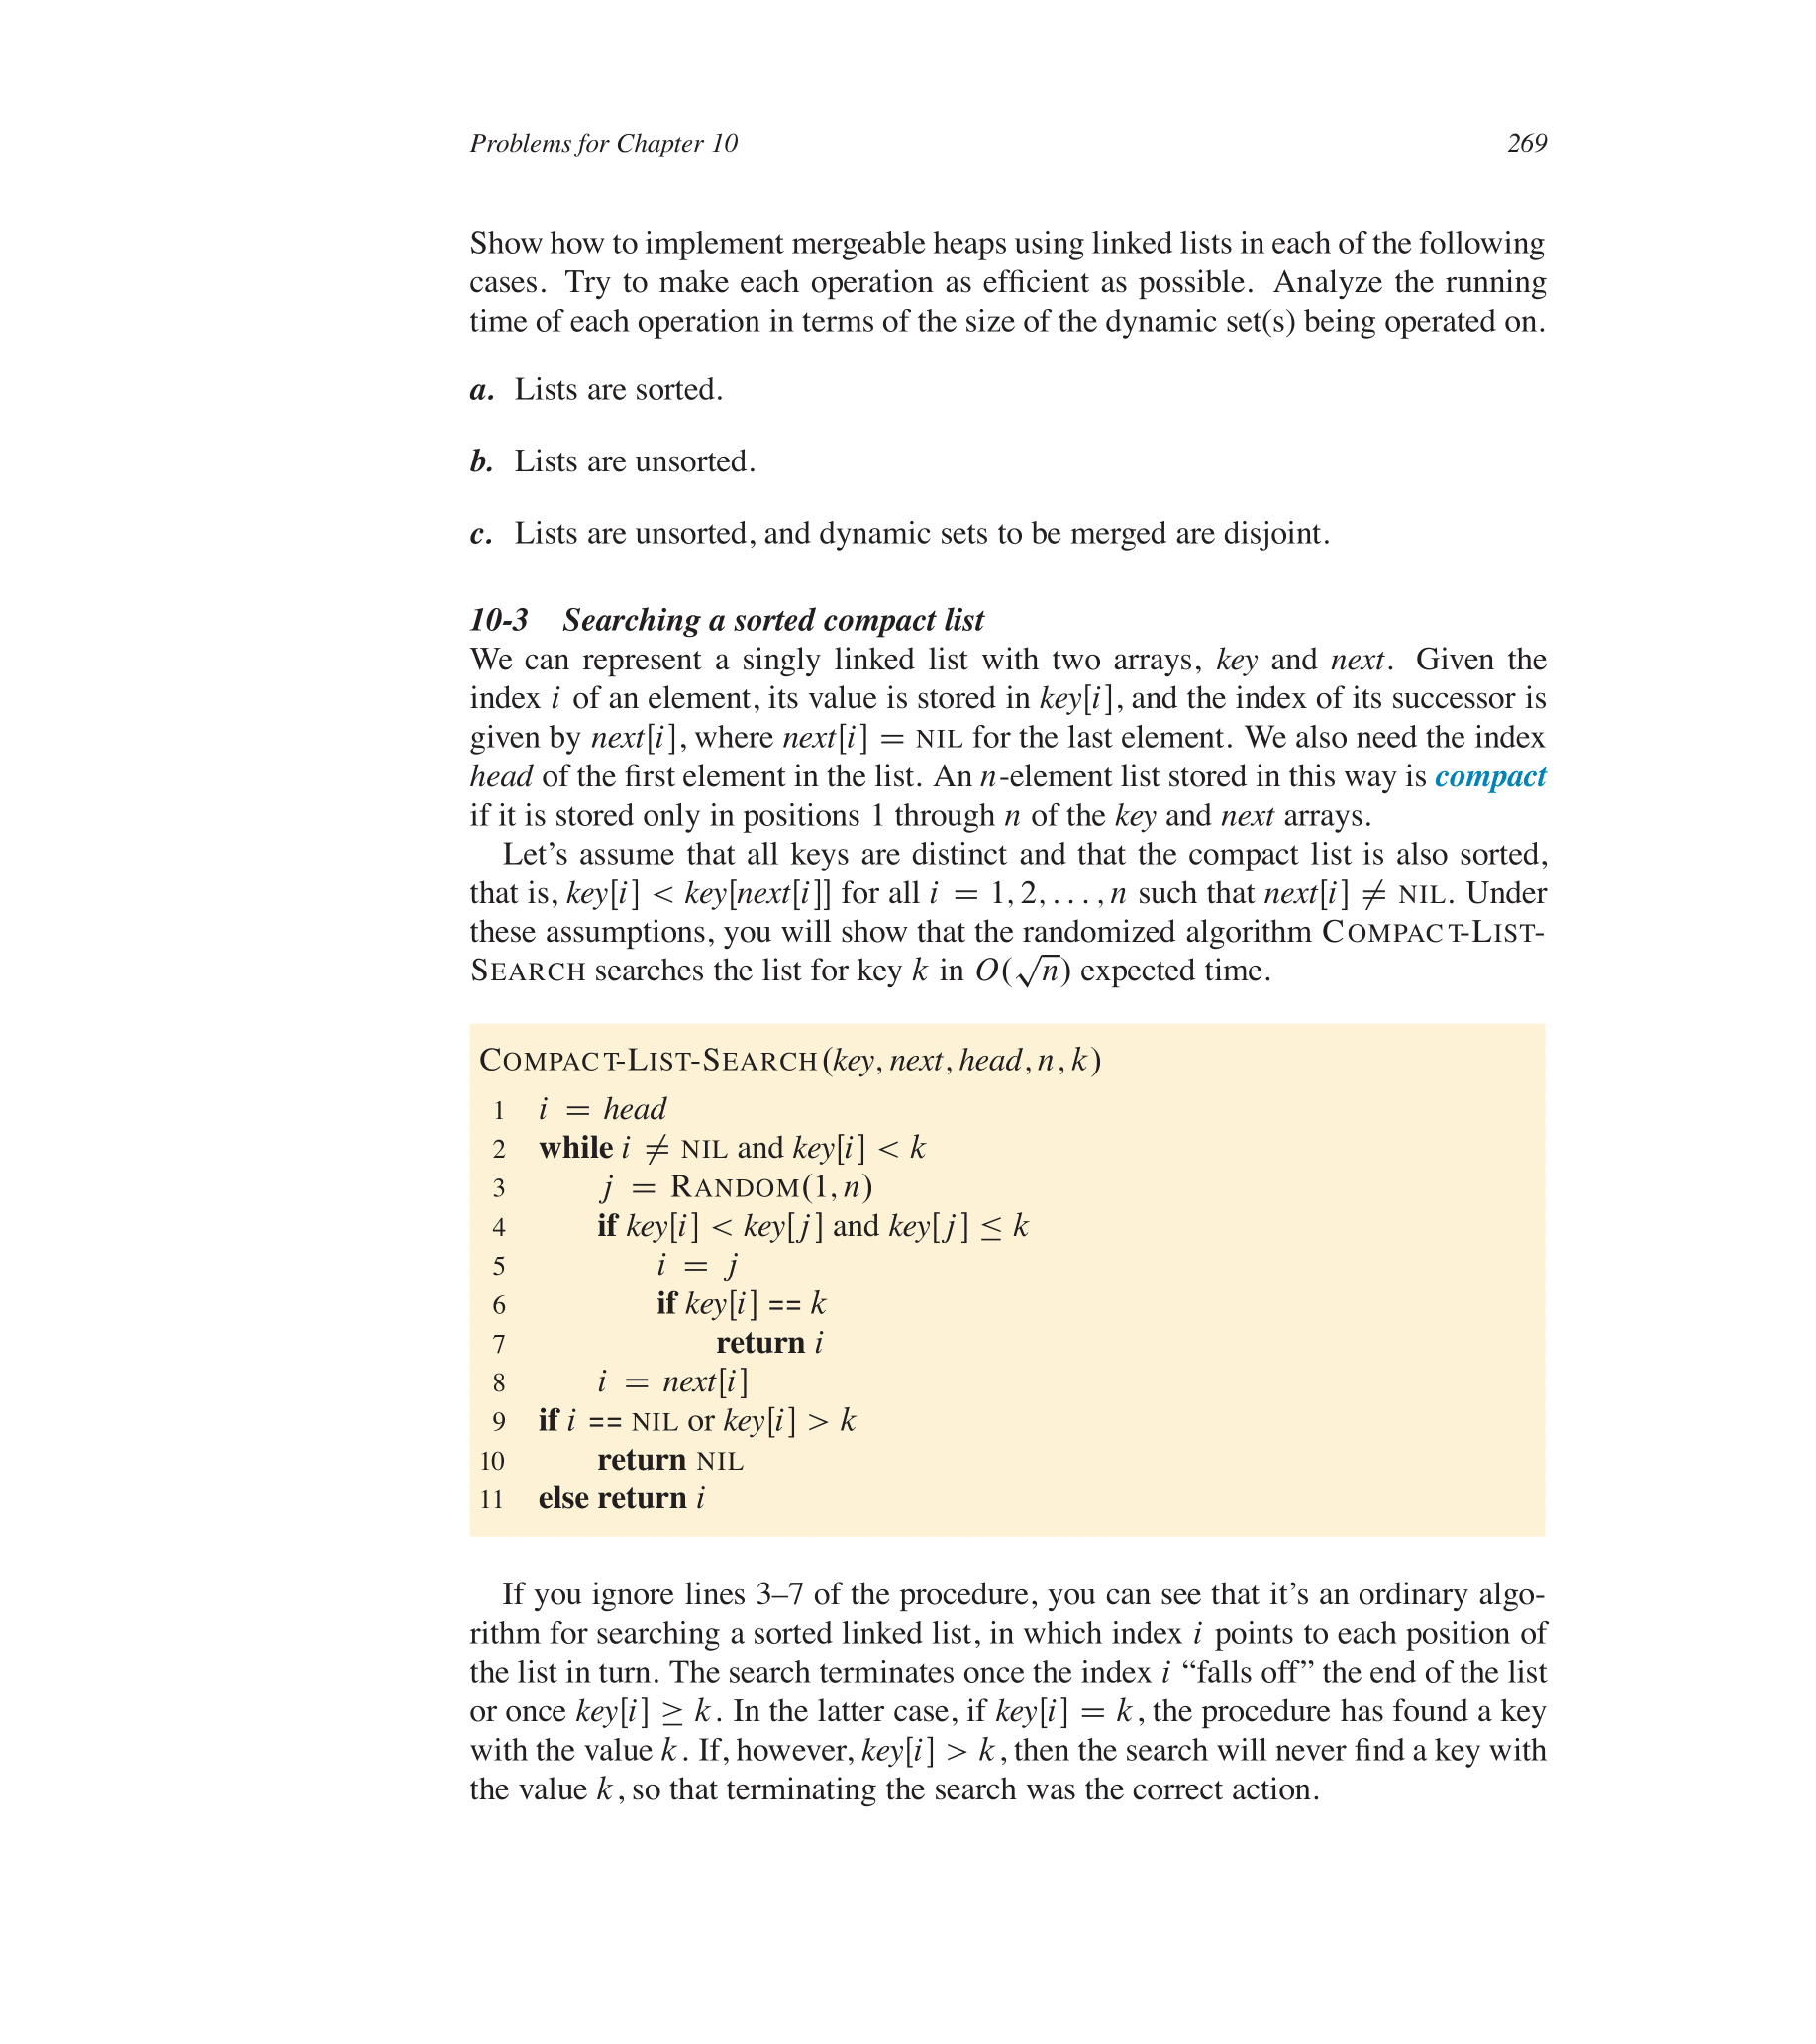 Problems for Chapter 10 269
Show how to implement mergeable heaps using linked lists in each of the following
cases. Try to make each operation as efficient as possible. Analyze the running
time of each operation in terms of the size of the dynamic set(s) being operated on.
a. Lists are sorted.
b. Lists are unsorted.
c. Lists are unsorted, and dynamic sets to be merged are disjoint.
10-3 Searching a sorted compact list
We can represent a singly linked list with two arrays, key and next. Given the
index i of an element, its value is stored in key[i], and the index of its successor is
given by next[i], where next[i] = NIL for the last element. We also need the index
head of the first element in the list. An n-element list stored in this way is compact
if it is stored only in positions 1 through n of the key and next arrays.
Let’s assume that all keys are distinct and that the compact list is also sorted,
that is, key[i] < key[next[i]] for all i = 1, 2, . . . , n such that next[i] ≠ NIL. Under
these assumptions, you will show that the randomized algorithm COMPACT-LIST-
SEARCH searches the list for key k in O(√n) expected time.
COMPACT-LIST-SEARCH(key, next, head, n, k)
1 i = head
2 while i ≠ NIL and key[i] < k
3 j = RANDOM(1, n)
4 if key[i] < key[j] and key[j] ≤ k
5 i = j
6 if key[i] == k
7 return i
8 i = next[i]
9 if i == NIL or key[i] > k
10 return NIL
11 else return i
If you ignore lines 3–7 of the procedure, you can see that it’s an ordinary algo-
rithm for searching a sorted linked list, in which index i points to each position of
the list in turn. The search terminates once the index i “falls off” the end of the list
or once key[i] ≥ k. In the latter case, if key[i] = k, the procedure has found a key
with the value k. If, however, key[i] > k, then the search will never find a key with
the value k, so that terminating the search was the correct action.